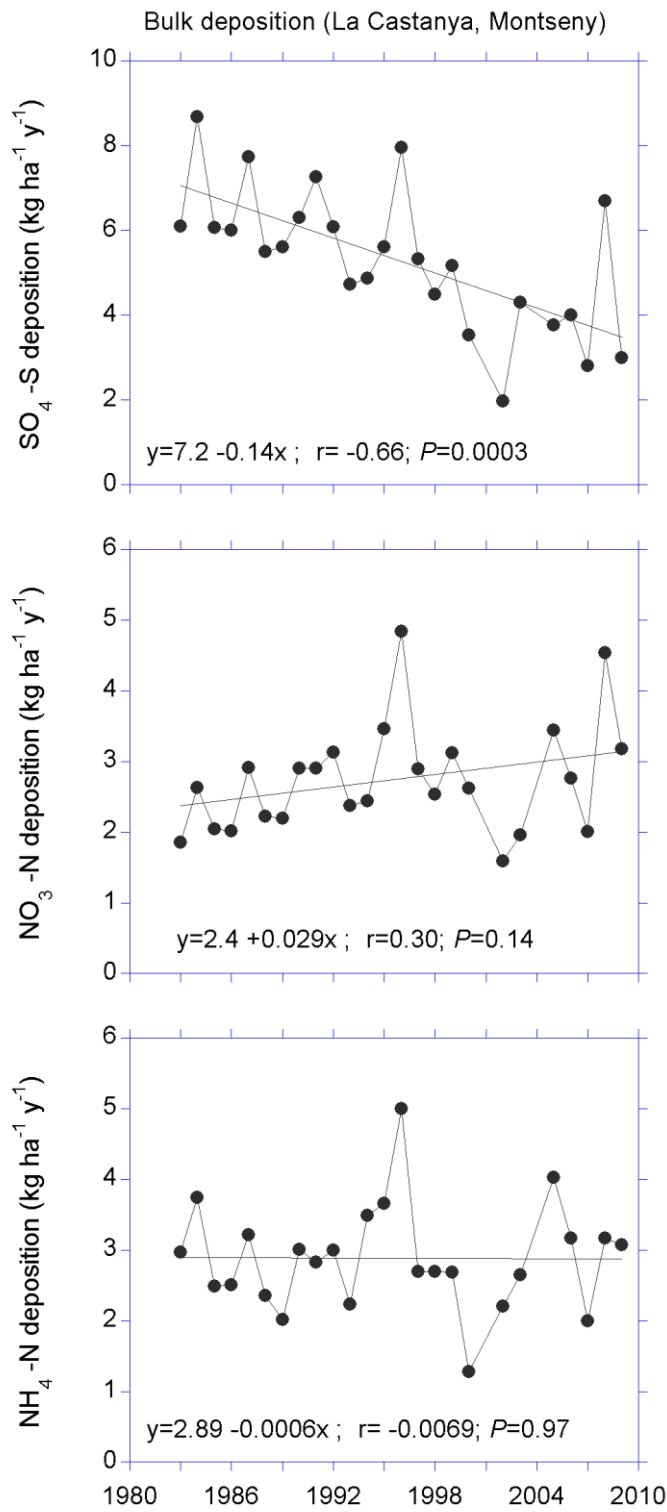 Bulk deposition (La Castanya, Montseny)
SO₄ -S deposition (kg ha⁻¹ y⁻¹)
10
8
6
4
2
0
y=7.2 -0.14x ; r= -0.66; P=0.0003
NO₃ -N deposition (kg ha⁻¹ y⁻¹)
6
5
4
3
2
1
0
y=2.4 +0.029x ; r=0.30; P=0.14
NH₄ -N deposition (kg ha⁻¹ y⁻¹)
6
5
4
3
2
1
0
y=2.89 -0.0006x ; r= -0.0069; P=0.97
1980 1986 1992 1998 2004 2010